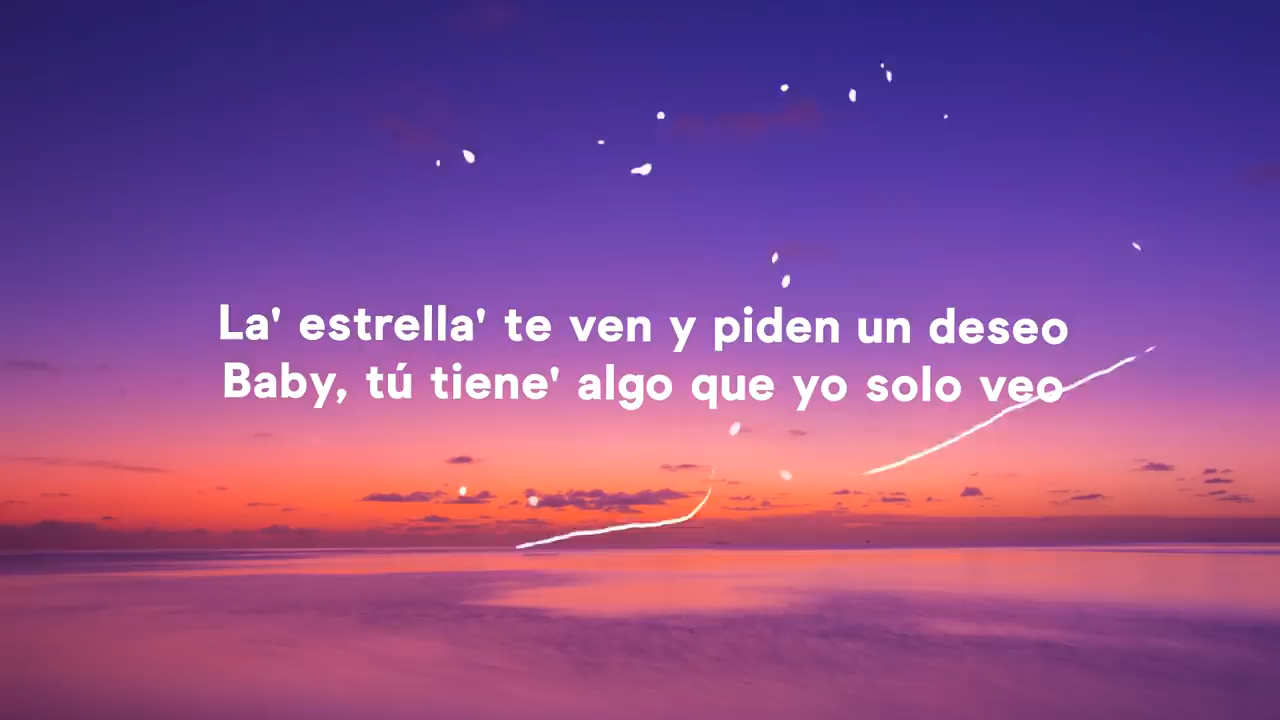 La' estrella' te ven y piden un deseo
Baby, tú tiene' algo que yo solo veo